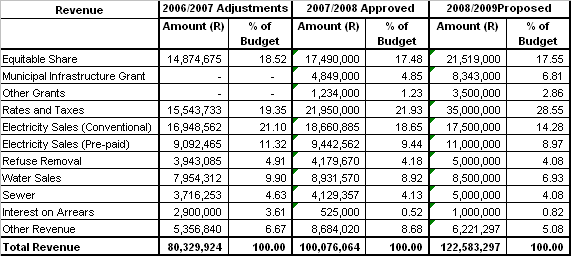 Revenue 2006/2007 Adjustments 2007/2008 Approved 2008/2009Proposed
Amount (R) % of Budget Amount (R) % of Budget Amount (R) % of Budget
Equitable Share 14,874,675 18.52 17,490,000 17.48 21,519,000 17.55
Municipal Infrastructure Grant - - 4,849,000 4.85 8,343,000 6.81
Other Grants - - 1,234,000 1.23 3,500,000 2.86
Rates and Taxes 15,543,733 19.35 21,950,000 21.93 35,000,000 28.55
Electricity Sales (Conventional) 16,948,562 21.10 18,660,885 18.65 17,500,000 14.28
Electricity Sales (Pre-paid) 9,092,465 11.32 9,442,562 9.44 11,000,000 8.97
Refuse Removal 3,943,085 4.91 4,179,670 4.18 5,000,000 4.08
Water Sales 7,954,312 9.90 8,931,570 8.92 8,500,000 6.93
Sewer 3,716,253 4.63 4,129,357 4.13 5,000,000 4.08
Interest on Arrears 2,900,000 3.61 525,000 0.52 1,000,000 0.82
Other Revenue 5,356,840 6.67 8,684,020 8.68 6,221,297 5.08
Total Revenue 80,329,924 100.00 100,076,064 100.00 122,583,297 100.00